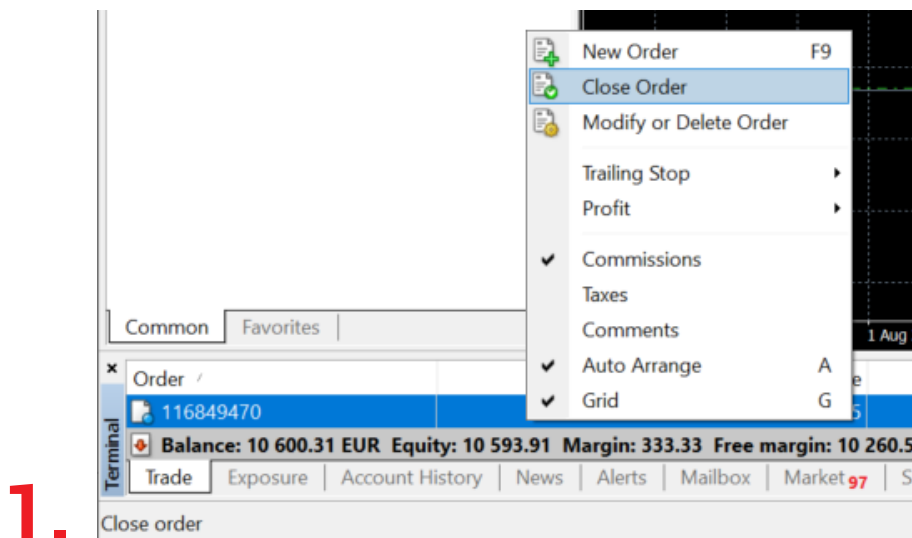 New Order F9
Close Order
Modify or Delete Order
Trailing Stop
Profit
Commissions
Taxes
Comments
Auto Arrange A
Grid G
Common Favorites
1 Aug
Order
116849470
Balance: 10 600.31 EUR Equity: 10 593.91 Margin: 333.33 Free margin: 10 260.5
Terminal
Trade Exposure Account History News Alerts Mailbox Market 97 S
Close order
1.